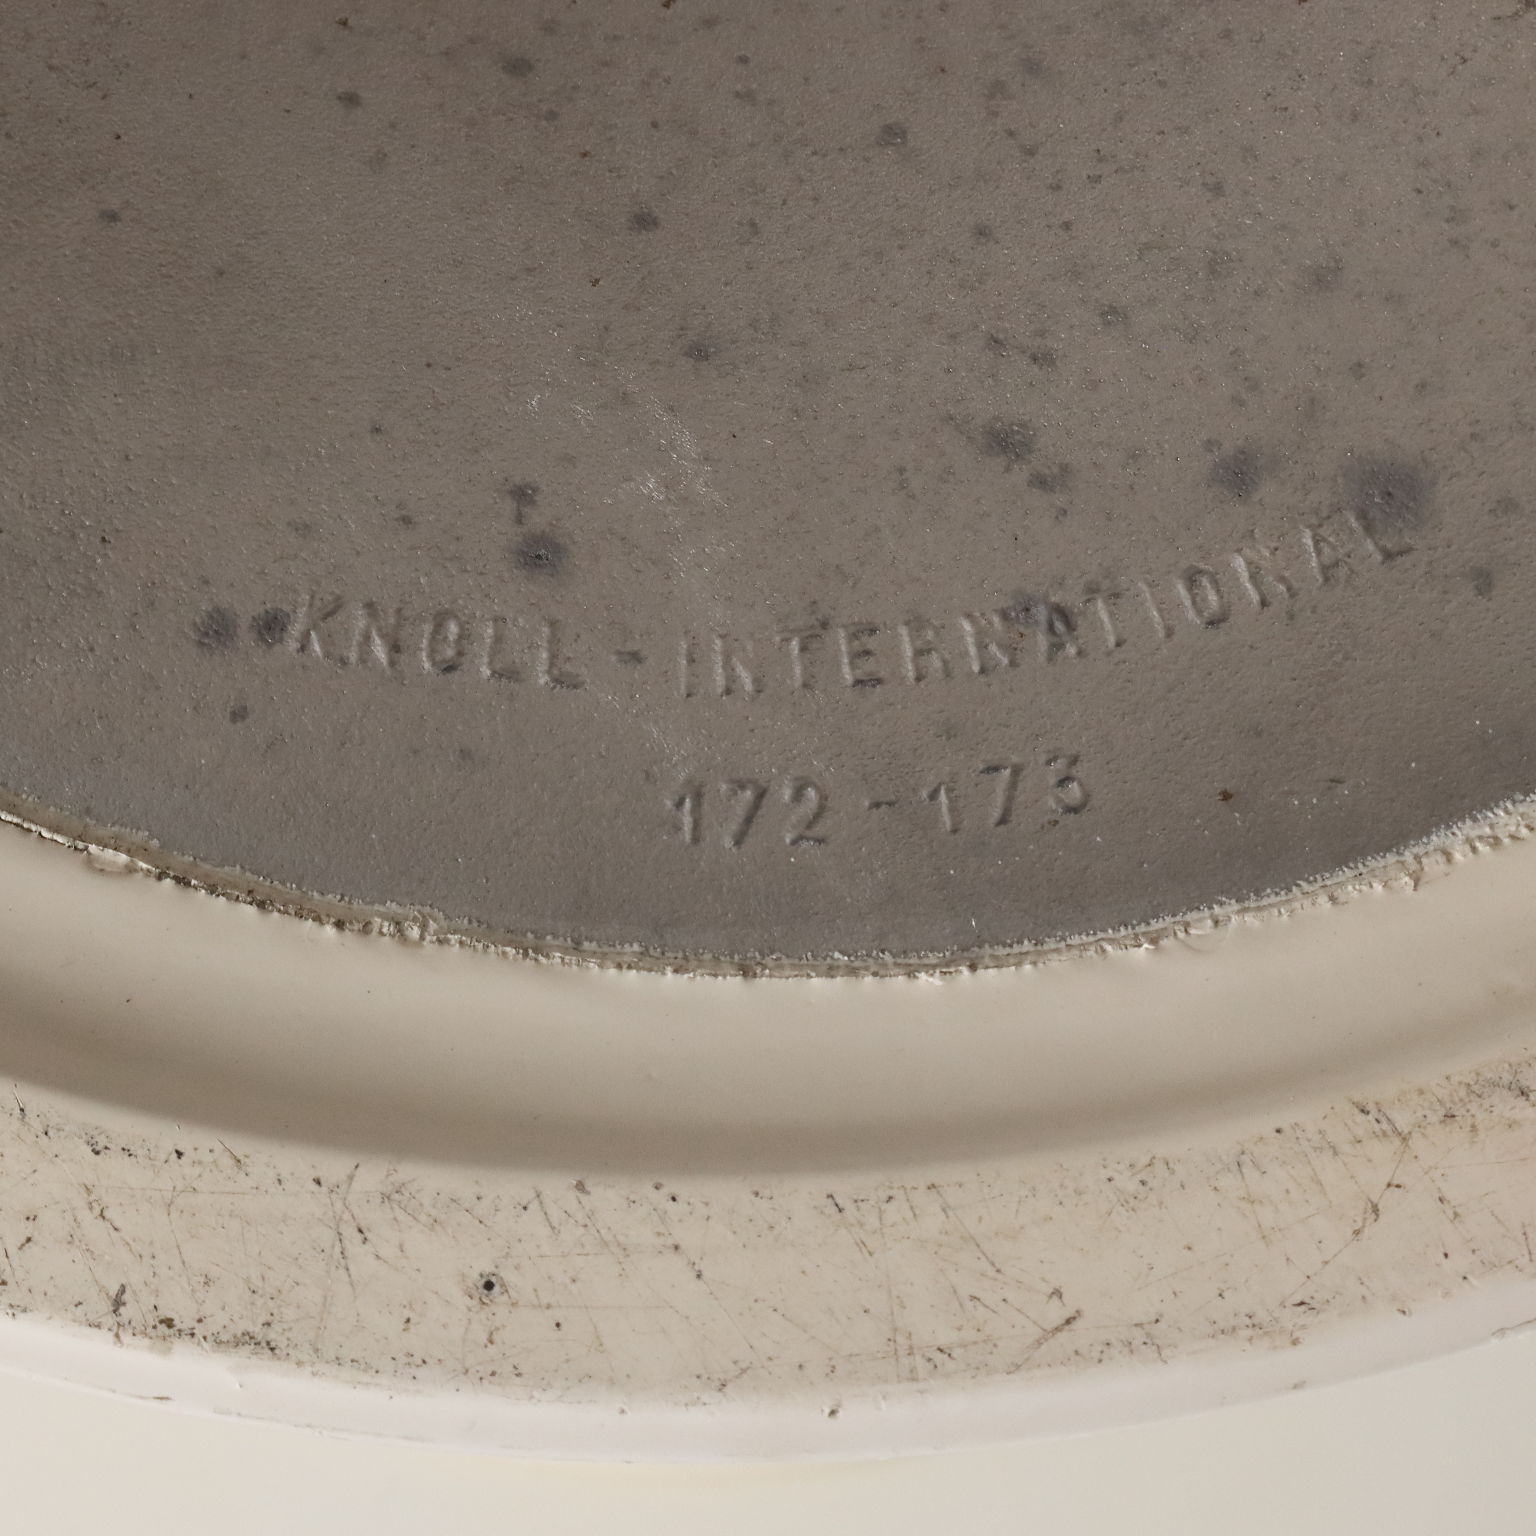 KNOLL - INTERNATIONAL
172 - 173